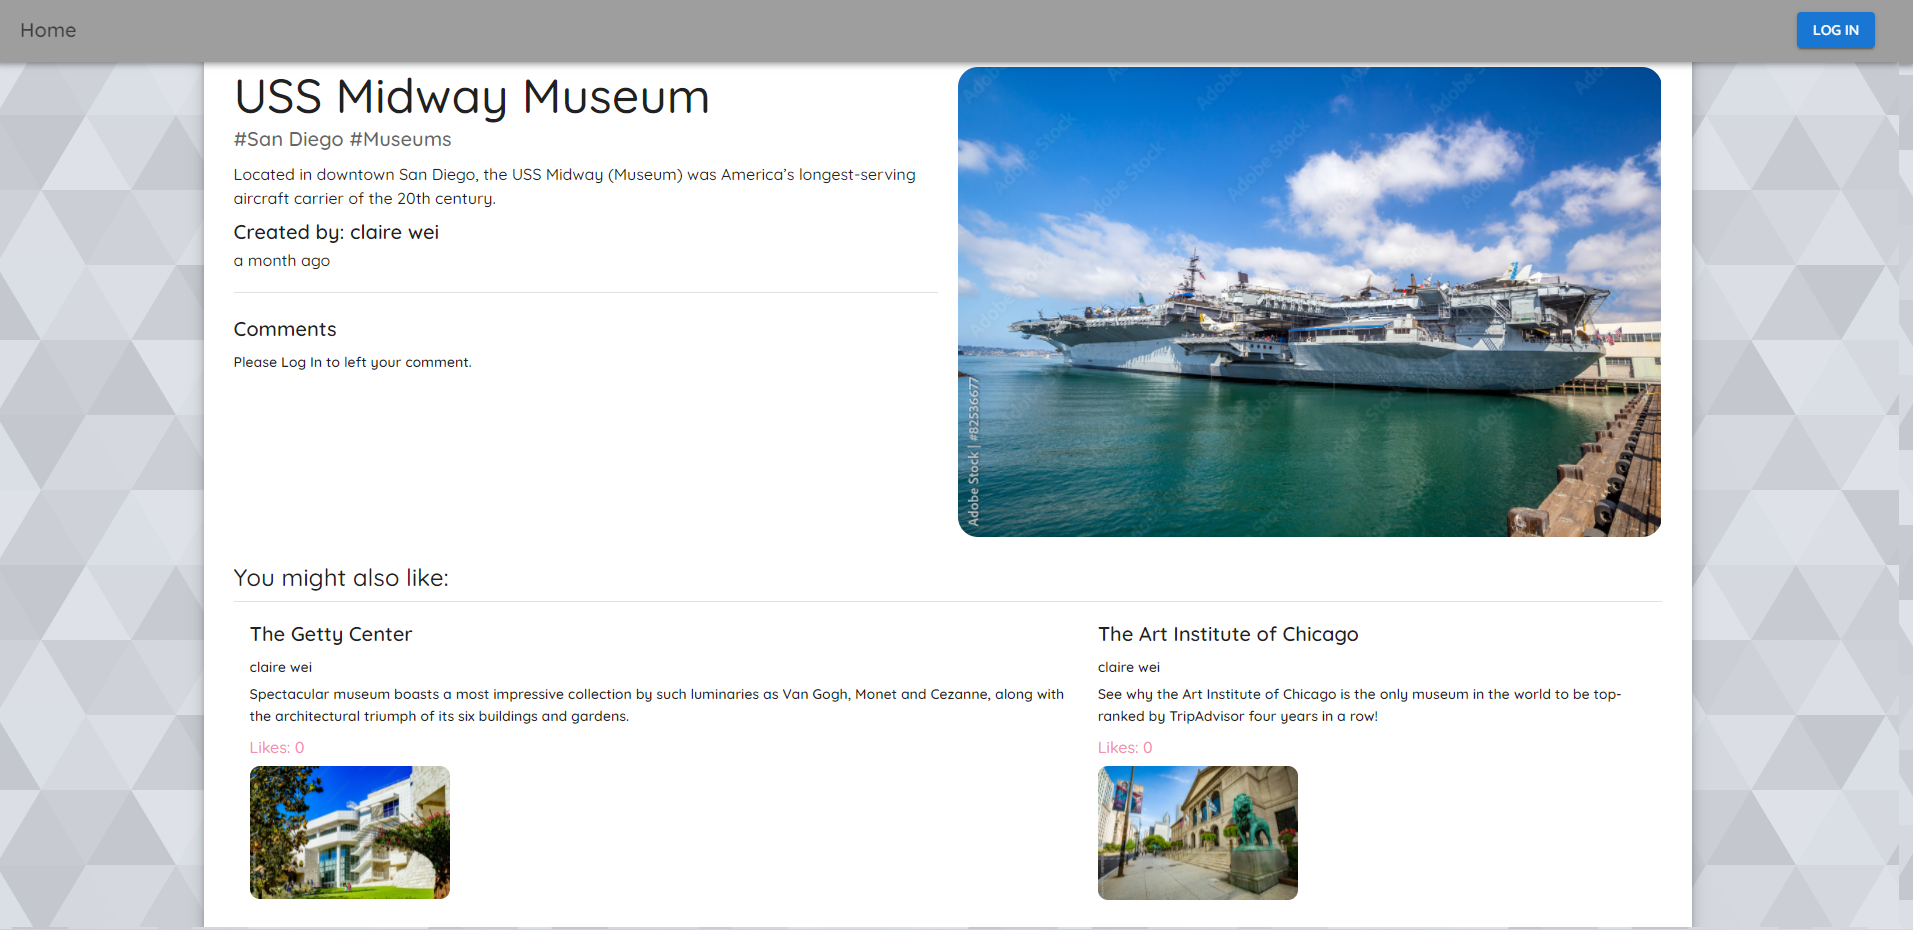 Home
LOG IN
USS Midway Museum
#San Diego #Museums
Located in downtown San Diego, the USS Midway (Museum) was America’s longest-serving
aircraft carrier of the 20th century.
Created by: claire wei
a month ago
Comments
Please Log In to left your comment.
Adobe Stock | #82536677
You might also like:
The Getty Center
claire wei
Spectacular museum boasts a most impressive collection by such luminaries as Van Gogh, Monet and Cezanne, along with
the architectural triumph of its six buildings and gardens.
Likes: 0
The Art Institute of Chicago
claire wei
See why the Art Institute of Chicago is the only museum in the world to be top-
ranked by TripAdvisor four years in a row!
Likes: 0